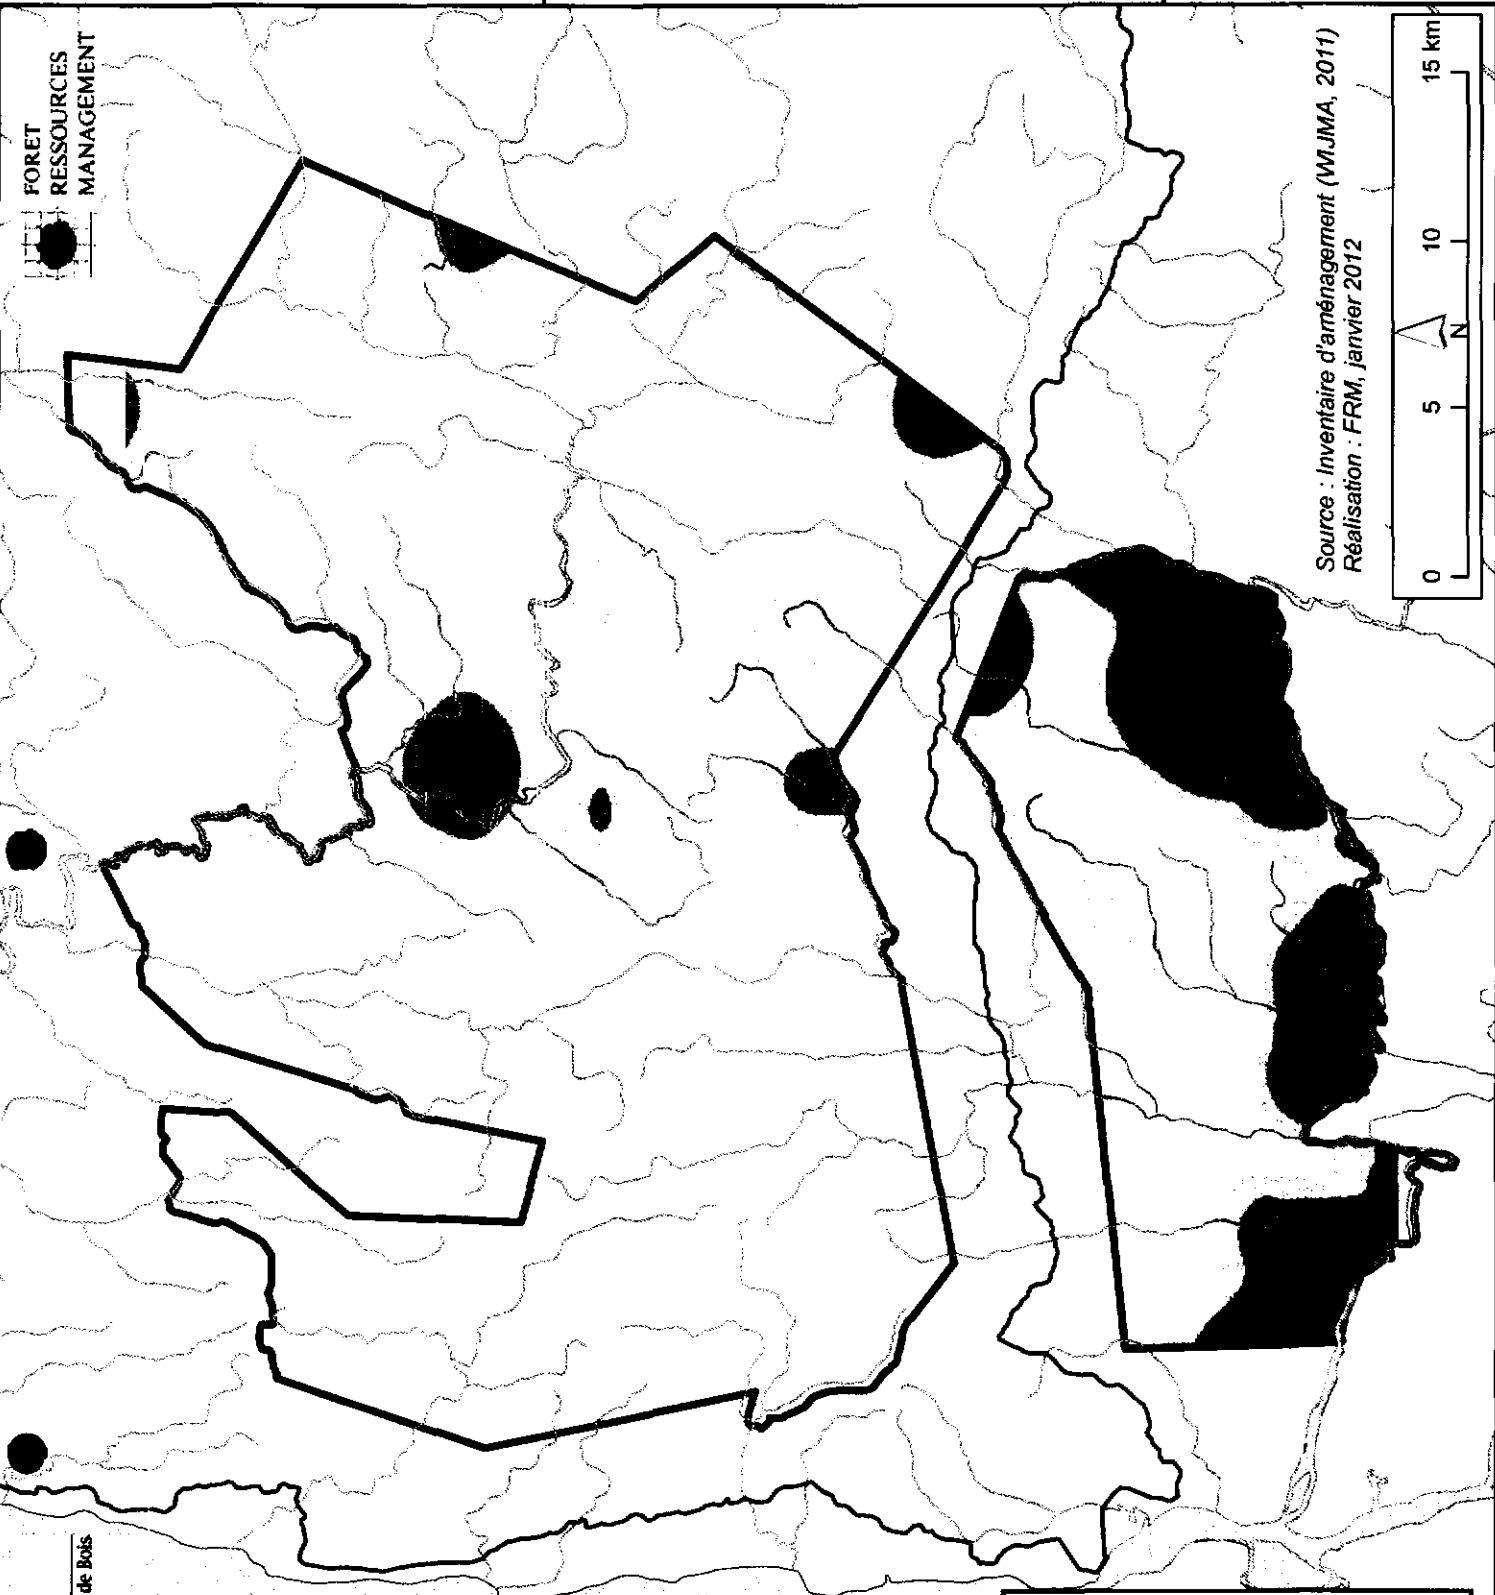 FORET
RESSOURCES
MANAGEMENT
de Bois
Source : Inventaire d'aménagement (WIJMA, 2011)
Réalisation : FRM, janvier 2012
0 5 10 15 km
N